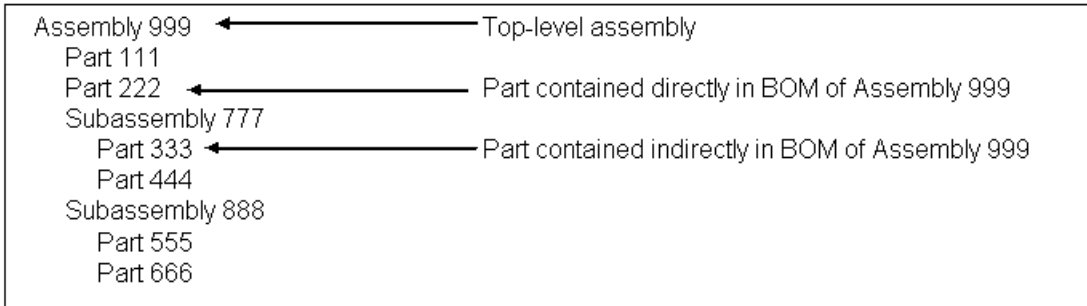 Assembly 999 Top-level assembly
Part 111
Part 222 Part contained directly in BOM of Assembly 999
Subassembly 777
Part 333 Part contained indirectly in BOM of Assembly 999
Part 444
Subassembly 888
Part 555
Part 666